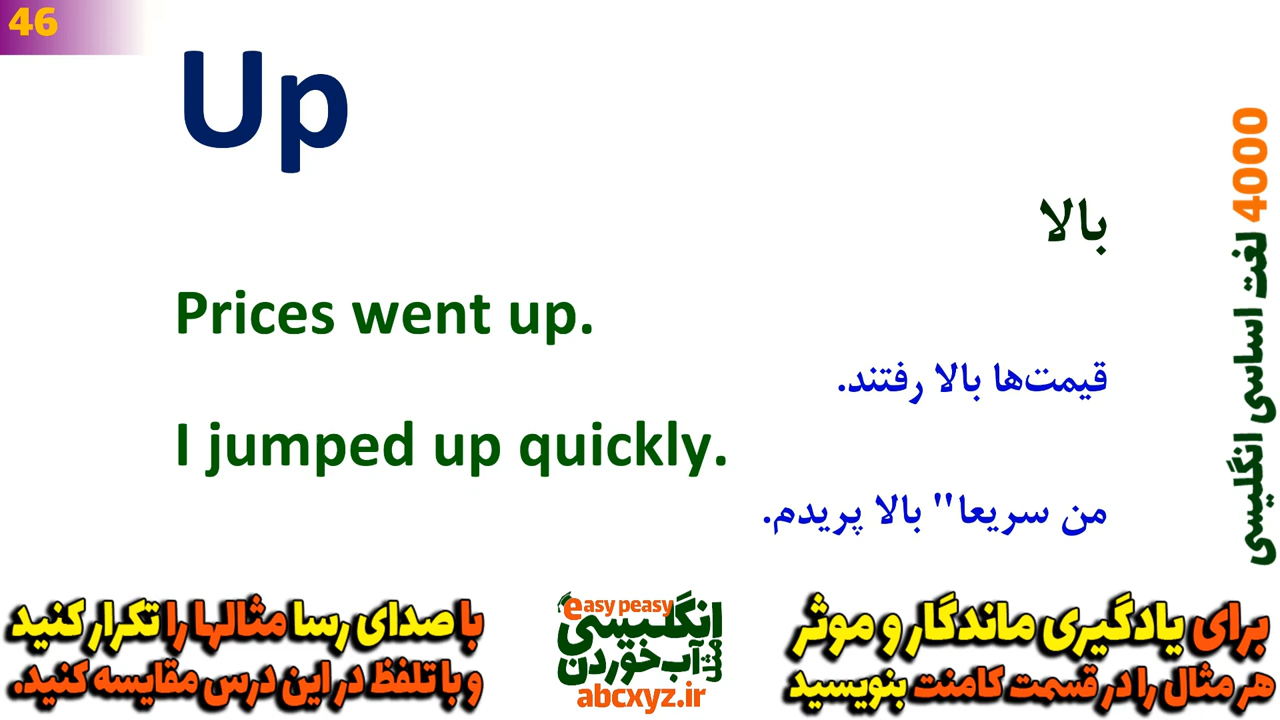 46
Up
بالا
Prices went up.
قیمت‌ها بالا رفتند.
I jumped up quickly.
من سریعا" بالا پریدم.
4000 لغت اساسی انگلیسی
با صدای رسا مثالها را تکرار کنید
و با تلفظ در این درس مقایسه کنید.
easy peasy
انگلیسی
مثل آب خوردن
abcxyz.ir
برای یادگیری ماندگار و موثر
هر مثال را در قسمت کامنت بنویسید